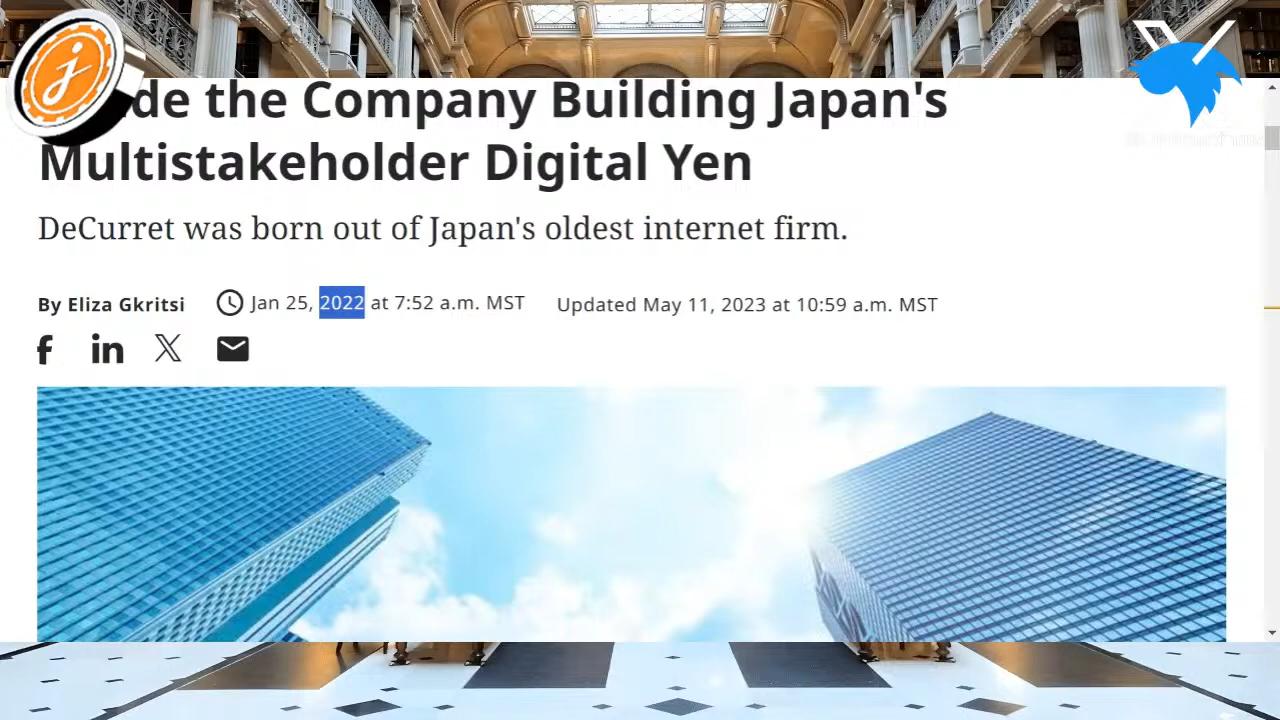 de the Company Building Japan's
Multistakeholder Digital Yen
DeCurret was born out of Japan's oldest internet firm.
By Eliza Gkritsi Jan 25, 2022 at 7:52 a.m. MST Updated May 11, 2023 at 10:59 a.m. MST